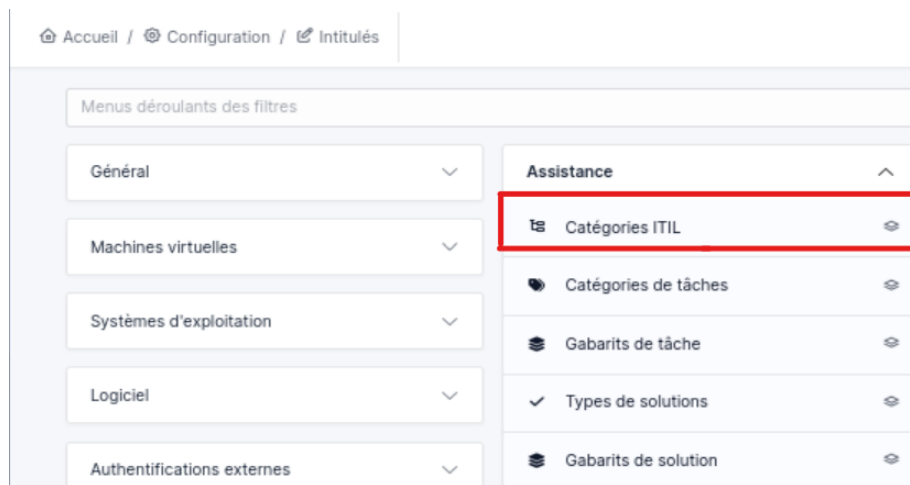 Accueil / Configuration / Intitulés
Menus déroulants des filtres
Général
Machines virtuelles
Systèmes d'exploitation
Logiciel
Authentifications externes
Assistance
Catégories ITIL
Catégories de tâches
Gabarits de tâche
Types de solutions
Gabarits de solution